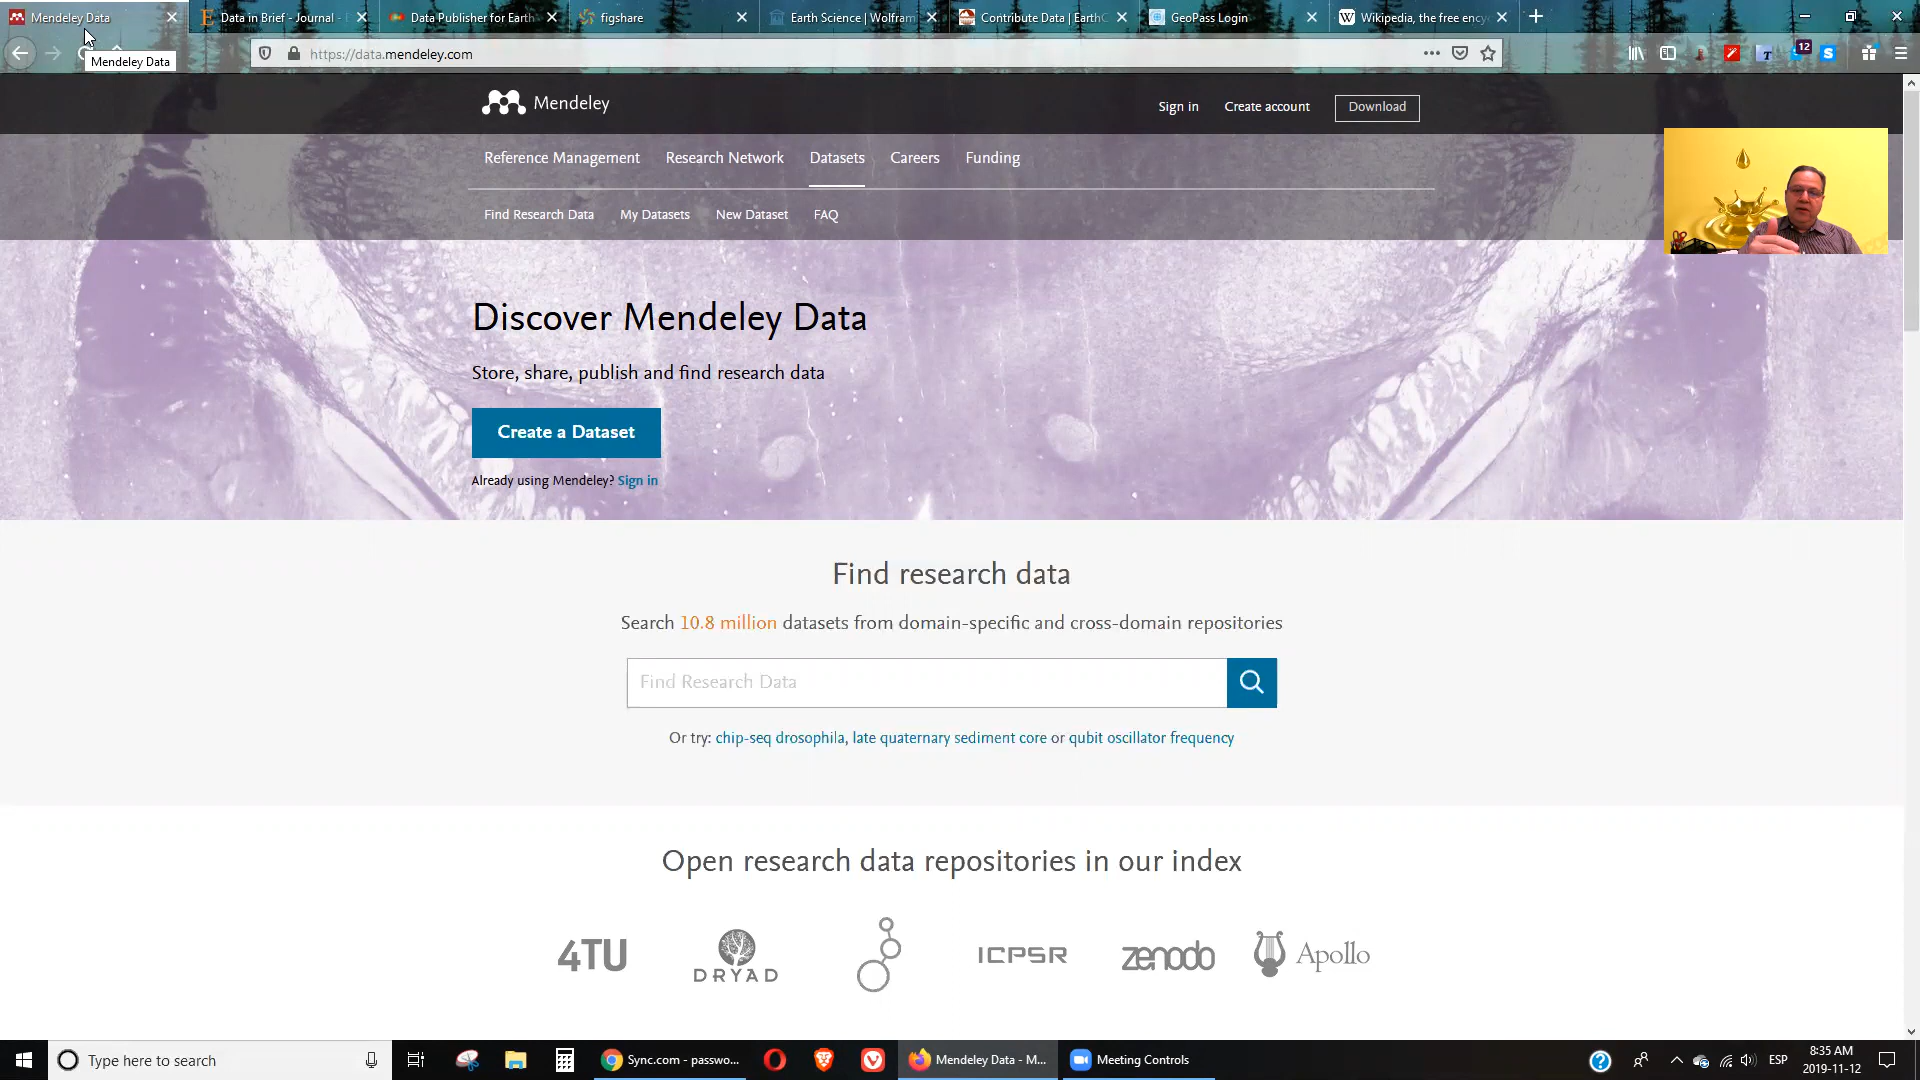 Mendeley Data
Data in Brief - Journal - E
Data Publisher for Earth
figshare
Earth Science | Wolfram
Contribute Data | EarthC
GeoPass Login
Wikipedia, the free ency
https://data.mendeley.com
12
Mendeley Data
Mendeley
Sign in
Create account
Download
Reference Management
Research Network
Datasets
Careers
Funding
Find Research Data
My Datasets
New Dataset
FAQ
Discover Mendeley Data
Store, share, publish and find research data
Create a Dataset
Already using Mendeley? Sign in
Find research data
Search 10.8 million datasets from domain-specific and cross-domain repositories
Find Research Data
Or try: chip-seq drosophila, late quaternary sediment core or qubit oscillator frequency
Open research data repositories in our index
4TU
DRYAD
ICPSR
zenodo
Apollo
Type here to search
Sync.com - passwo...
Mendeley Data - M...
Meeting Controls
ESP
8:35 AM
2019-11-12